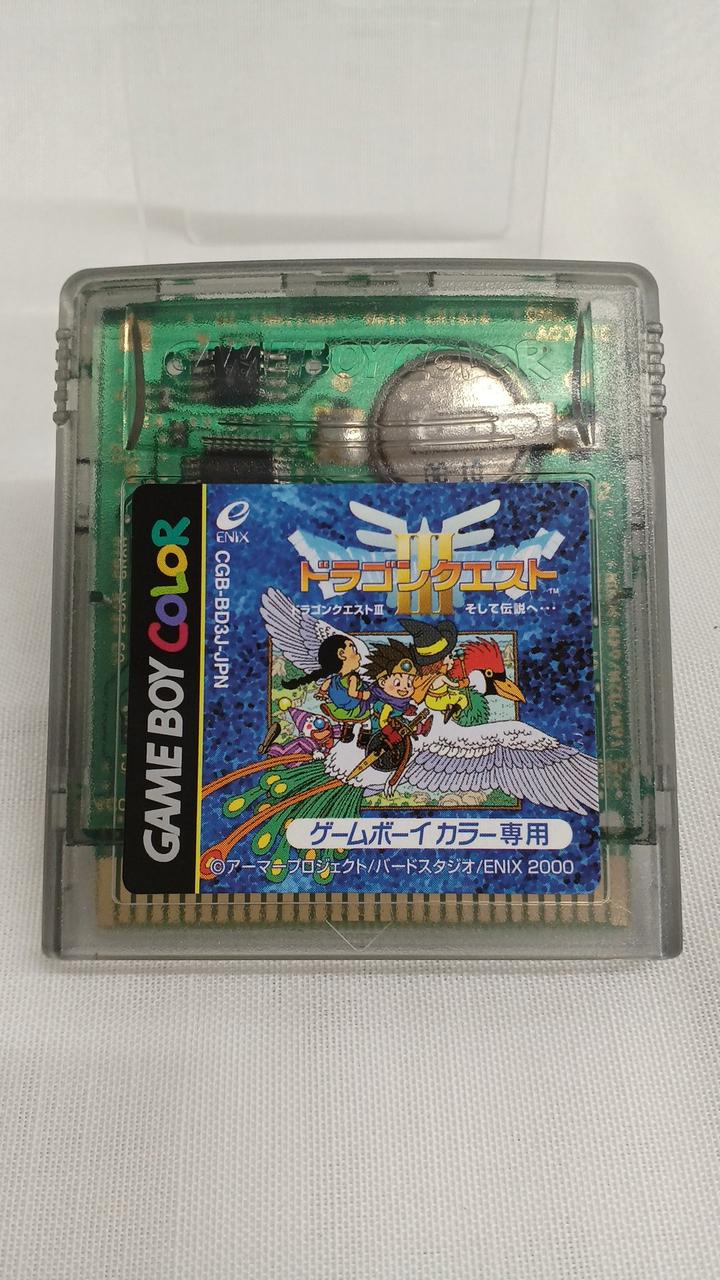 GAME BOY COLOR
GAME BOY COLOR
ENIX
CGB-BD3J-JPN
III
ドラゴンクエスト
TM
ドラゴンクエストIII そして伝説へ…
ゲームボーイカラー専用
©アーマープロジェクト/バードスタジオ/ENIX 2000